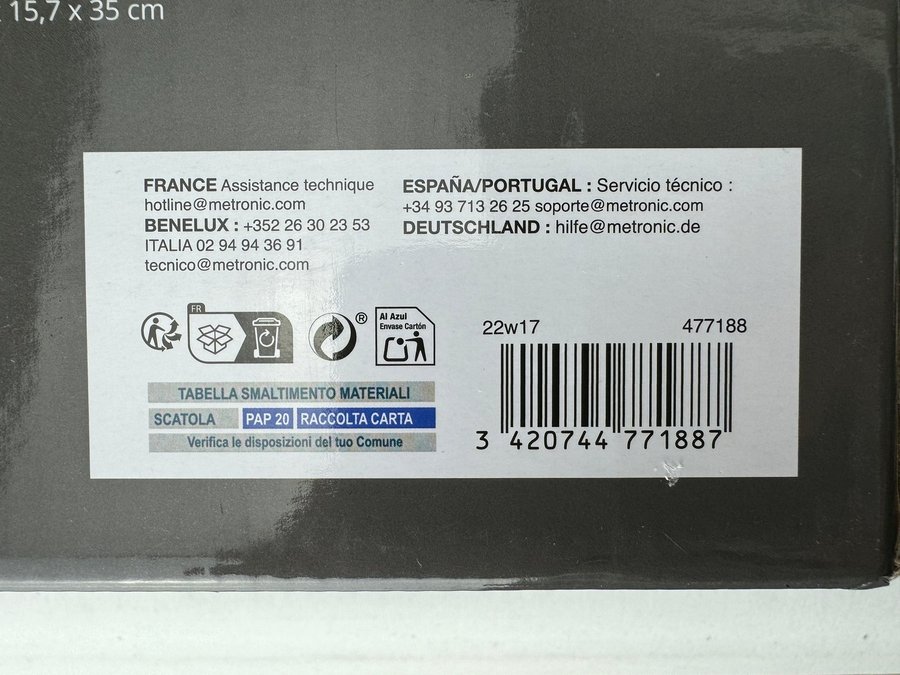 15,7 x 35 cm
FRANCE Assistance technique
hotline@metronic.com
BENELUX : +352 26 30 23 53
ITALIA 02 94 94 36 91
tecnico@metronic.com
ESPAÑA/PORTUGAL : Servicio técnico :
+34 93 713 26 25 soporte@metronic.com
DEUTSCHLAND : hilfe@metronic.de
FR
®
Al Azul
Envase Cartón
TABELLA SMALTIMENTO MATERIALI
SCATOLA PAP 20 RACCOLTA CARTA
Verifica le disposizioni del tuo Comune
22w17 477188
3 420744 771887